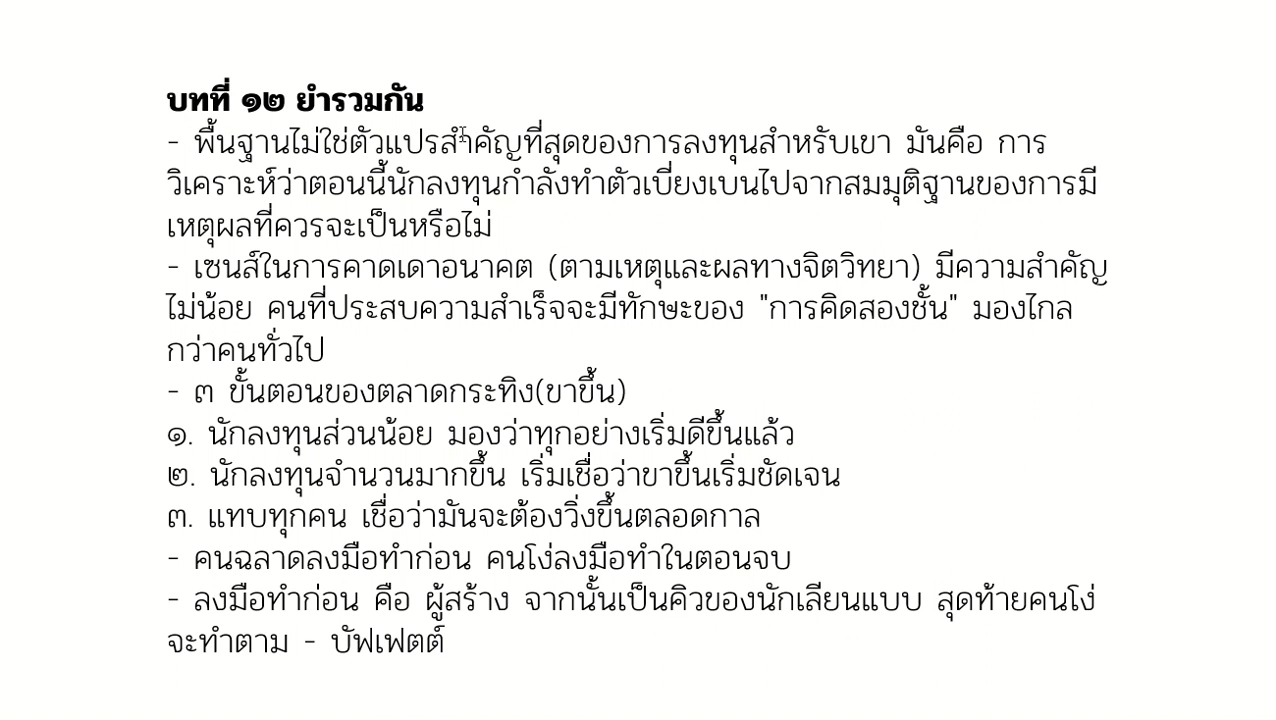 บทที่ ๑๒ ยำรวมกัน
- พื้นฐานไม่ใช่ตัวแปรสำคัญที่สุดของการลงทุนสำหรับเขา มันคือ การ
วิเคราะห์ว่าตอนนี้นักลงทุนกำลังทำตัวเบี่ยงเบนไปจากสมมุติฐานของการมี
เหตุผลที่ควรจะเป็นหรือไม่
- เซนส์ในการคาดเดาอนาคต (ตามเหตุและผลทางจิตวิทยา) มีความสำคัญ
ไม่น้อย คนที่ประสบความสำเร็จจะมีทักษะของ "การคิดสองชั้น" มองไกล
กว่าคนทั่วไป
- ๓ ขั้นตอนของตลาดกระทิง(ขาขึ้น)
๑. นักลงทุนส่วนน้อย มองว่าทุกอย่างเริ่มดีขึ้นแล้ว
๒. นักลงทุนจำนวนมากขึ้น เริ่มเชื่อว่าขาขึ้นเริ่มชัดเจน
๓. แทบทุกคน เชื่อว่ามันจะต้องวิ่งขึ้นตลอดกาล
- คนฉลาดลงมือทำก่อน คนโง่ลงมือทำในตอนจบ
- ลงมือทำก่อน คือ ผู้สร้าง จากนั้นเป็นคิวของนักเลียนแบบ สุดท้ายคนโง่
จะทำตาม - บัฟเฟตต์